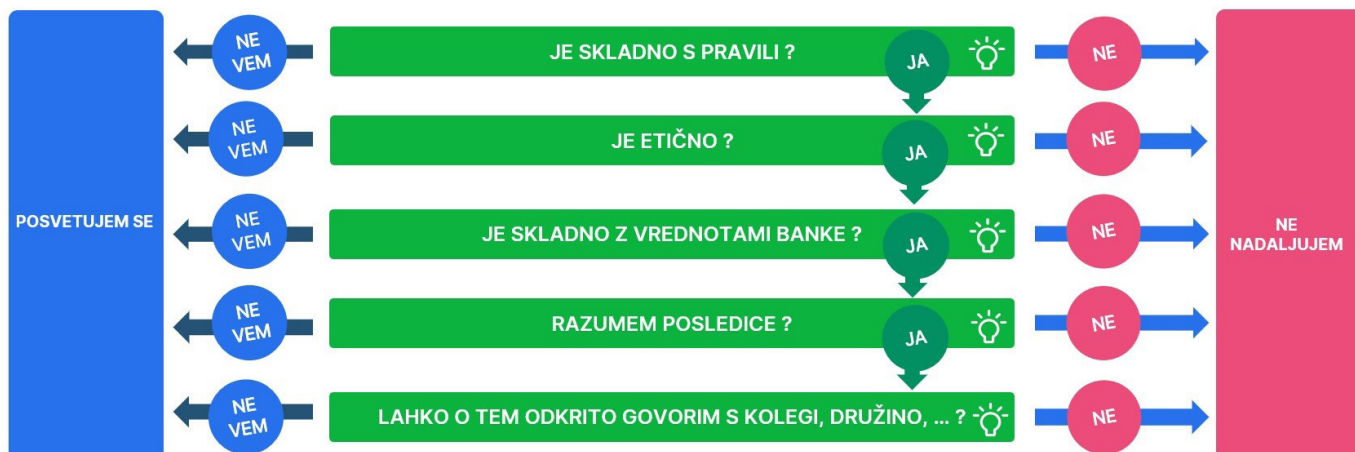 NE
VEM
JE SKLADNO S PRAVILI ?
JA
NE
NE
VEM
JE ETIČNO ?
JA
NE
POSVETUJEM SE
NE
VEM
JE SKLADNO Z VREDNOTAMI BANKE ?
JA
NE
NE
NADALJUJEM
NE
VEM
RAZUMEM POSLEDICE ?
JA
NE
NE
VEM
LAHKO O TEM ODKRITO GOVORIM S KOLEGI, DRUŽINO, ... ?
NE